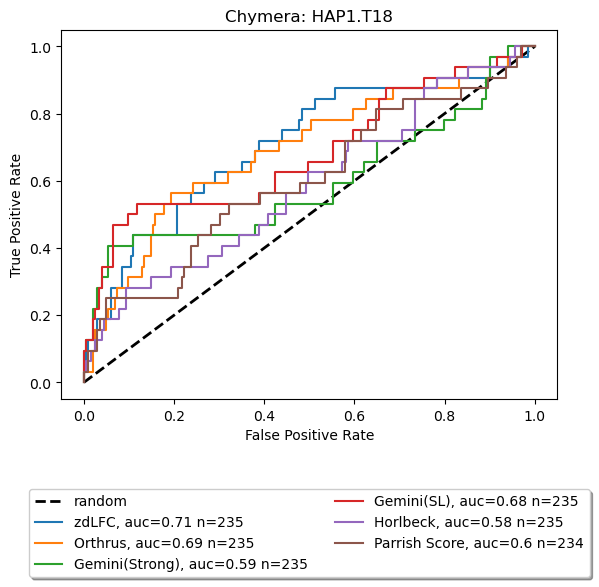 Chymera: HAP1.T18
1.0
0.8
0.6
0.4
0.2
0.0
True Positive Rate
0.0 0.2 0.4 0.6 0.8 1.0
False Positive Rate
random
zdLFC, auc=0.71 n=235
Orthrus, auc=0.69 n=235
Gemini(Strong), auc=0.59 n=235
Gemini(SL), auc=0.68 n=235
Horlbeck, auc=0.58 n=235
Parrish Score, auc=0.6 n=234